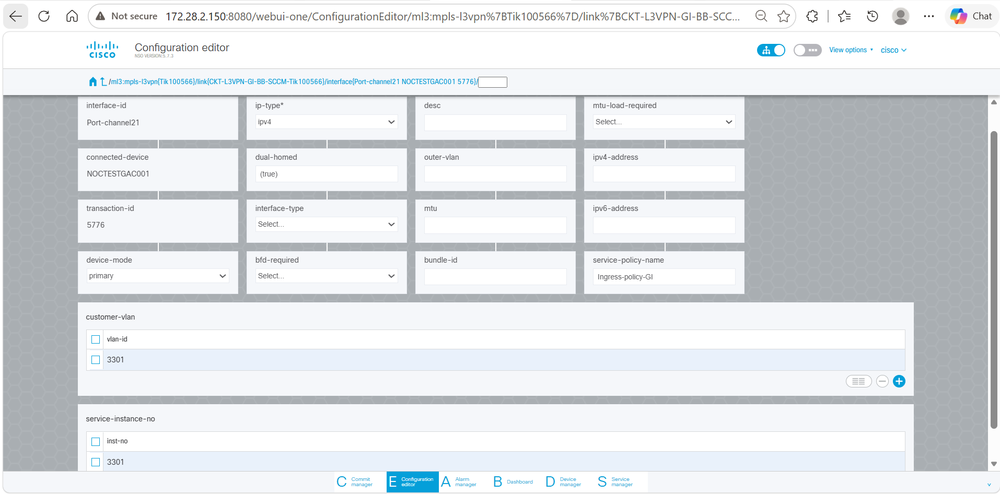 Not secure 172.28.2.150:8080/webui-one/ConfigurationEditor/ml3:mpls-l3vpn%7BTik100566%7D/link%7BCKT-L3VPN-GI-BB-SCC...
Chat
CISCO
Configuration editor
NSO VERSION:5.7.3
View options
cisco
/ml3:mpls-l3vpn{Tik100566}/link{CKT-L3VPN-GI-BB-SCCM-Tik100566}/interface{Port-channel21 NOCTESTGAC001 5776}/
interface-id
Port-channel21
ip-type*
ipv4
desc
mtu-load-required
Select...
connected-device
NOCTESTGAC001
dual-homed
(true)
outer-vlan
ipv4-address
transaction-id
5776
interface-type
Select...
mtu
ipv6-address
device-mode
primary
bfd-required
Select...
bundle-id
service-policy-name
Ingress-policy-GI
customer-vlan
vlan-id
3301
service-instance-no
inst-no
3301
C Commit manager
E Configuration editor
A Alarm manager
B Dashboard
D Device manager
S Service manager